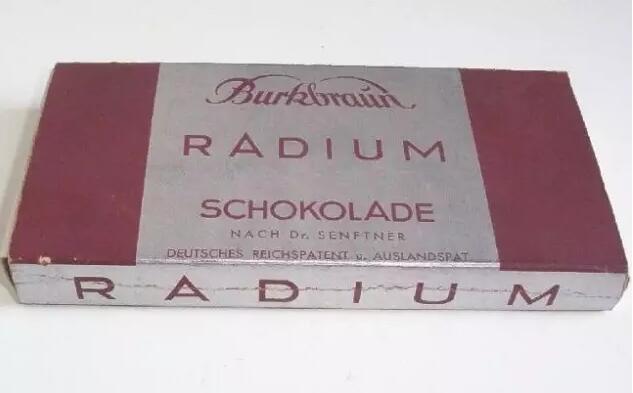 Burkbraun
RADIUM
SCHOKOLADE
NACH Dr. SENFTNER
DEUTSCHES REICHSPATENT u. AUSLANDSPAT.
RADIUM